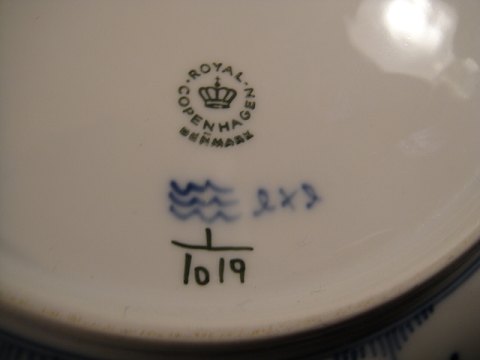 ROYAL COPENHAGEN
DENMARK
1
1019